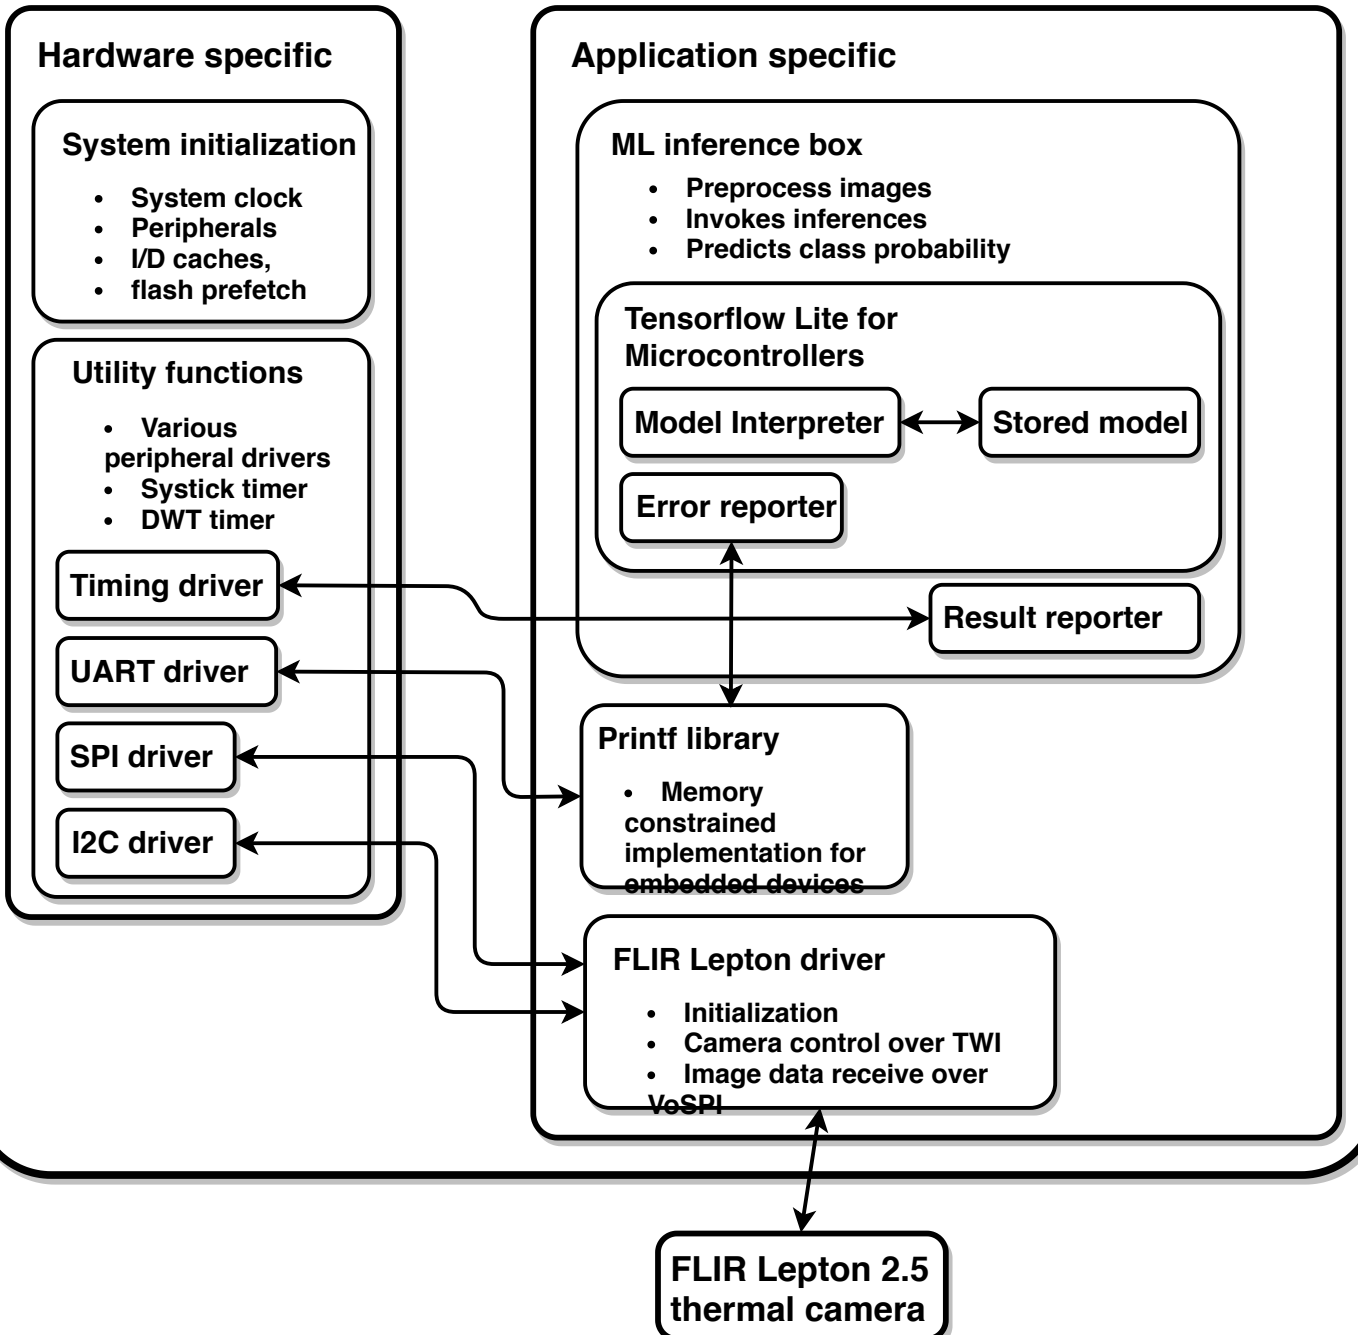 Hardware specific
System initialization
• System clock
• Peripherals
• I/D caches,
• flash prefetch
Utility functions
• Various
peripheral drivers
• Systick timer
• DWT timer
Timing driver
UART driver
SPI driver
I2C driver
Application specific
ML inference box
• Preprocess images
• Invokes inferences
• Predicts class probability
Tensorflow Lite for
Microcontrollers
Model Interpreter
Stored model
Error reporter
Result reporter
Printf library
• Memory
constrained
implementation for
embedded devices
FLIR Lepton driver
• Initialization
• Camera control over TWI
• Image data receive over
VoSPI
FLIR Lepton 2.5
thermal camera